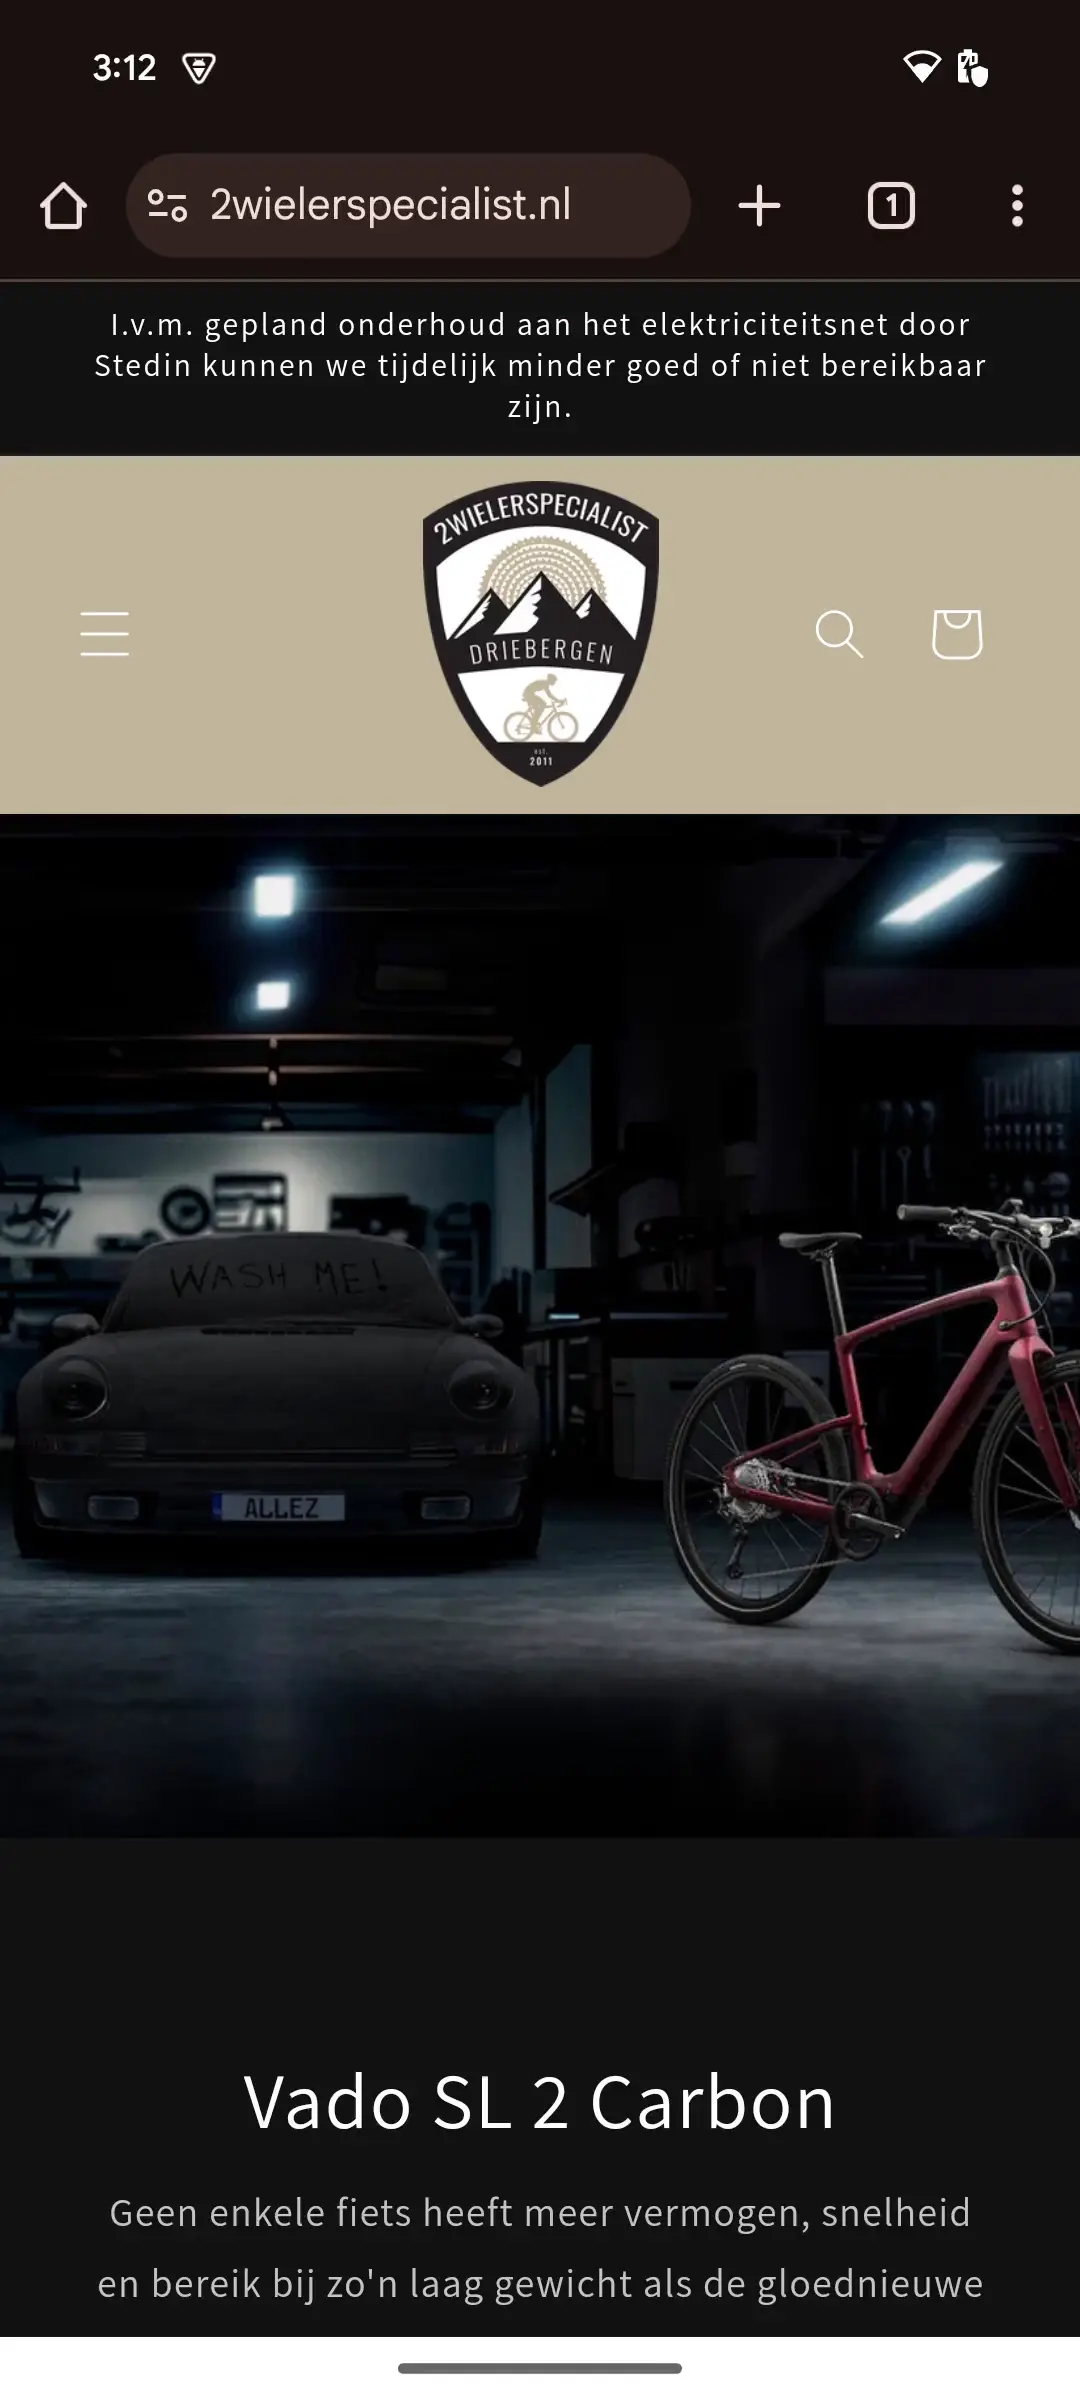 3:12
2wielerspecialist.nl
1
I.v.m. gepland onderhoud aan het elektriciteitsnet door
Stedin kunnen we tijdelijk minder goed of niet bereikbaar
zijn.
2WIELERSPECIALIST
DRIEBERGEN
est.
2011
WASH ME!
ALLEZ
Vado SL 2 Carbon
Geen enkele fiets heeft meer vermogen, snelheid
en bereik bij zo'n laag gewicht als de gloednieuwe